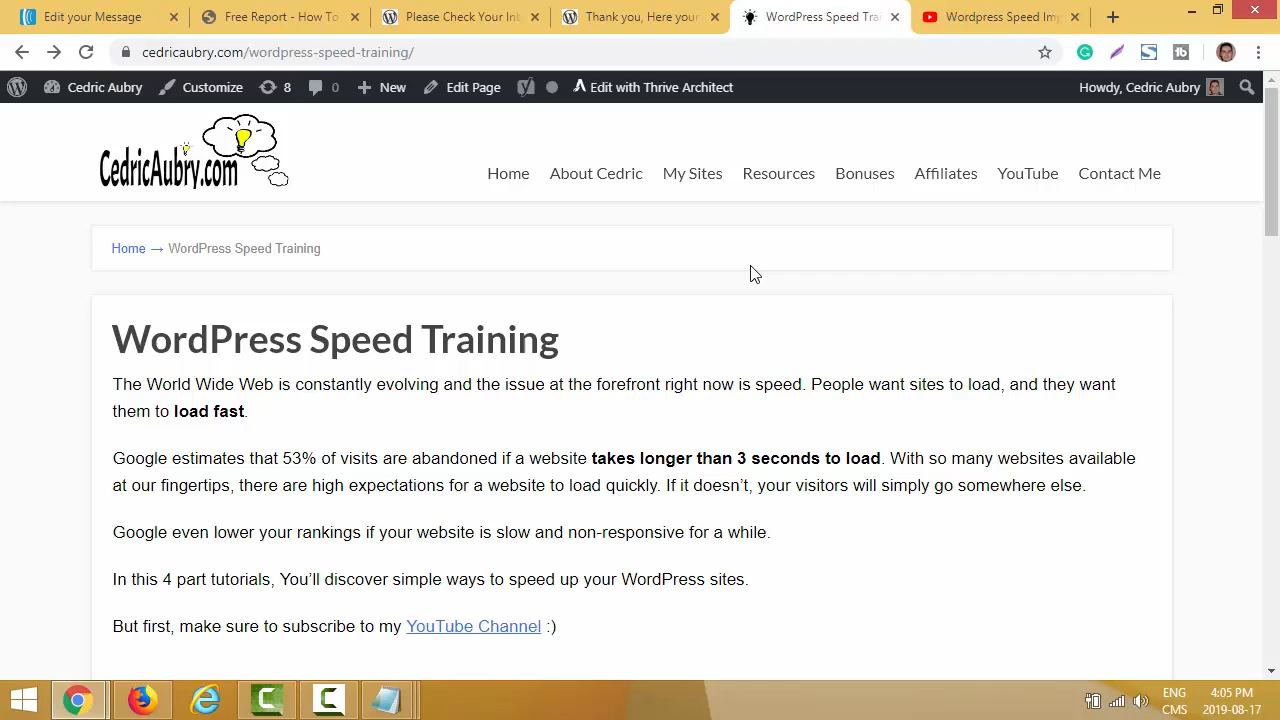 Edit your Message
Free Report - How To
Please Check Your Inb
Thank you, Here your
WordPress Speed Trai
Wordpress Speed Imp
cedricaubry.com/wordpress-speed-training/
Cedric Aubry
Customize
8
0
New
Edit Page
Edit with Thrive Architect
Howdy, Cedric Aubry
CedricAubry.com
Home
About Cedric
My Sites
Resources
Bonuses
Affiliates
YouTube
Contact Me
Home → WordPress Speed Training
WordPress Speed Training
The World Wide Web is constantly evolving and the issue at the forefront right now is speed. People want sites to load, and they want
them to load fast.
Google estimates that 53% of visits are abandoned if a website takes longer than 3 seconds to load. With so many websites available
at our fingertips, there are high expectations for a website to load quickly. If it doesn’t, your visitors will simply go somewhere else.
Google even lower your rankings if your website is slow and non-responsive for a while.
In this 4 part tutorials, You’ll discover simple ways to speed up your WordPress sites.
But first, make sure to subscribe to my YouTube Channel :)
ENG
CMS
4:05 PM
2019-08-17